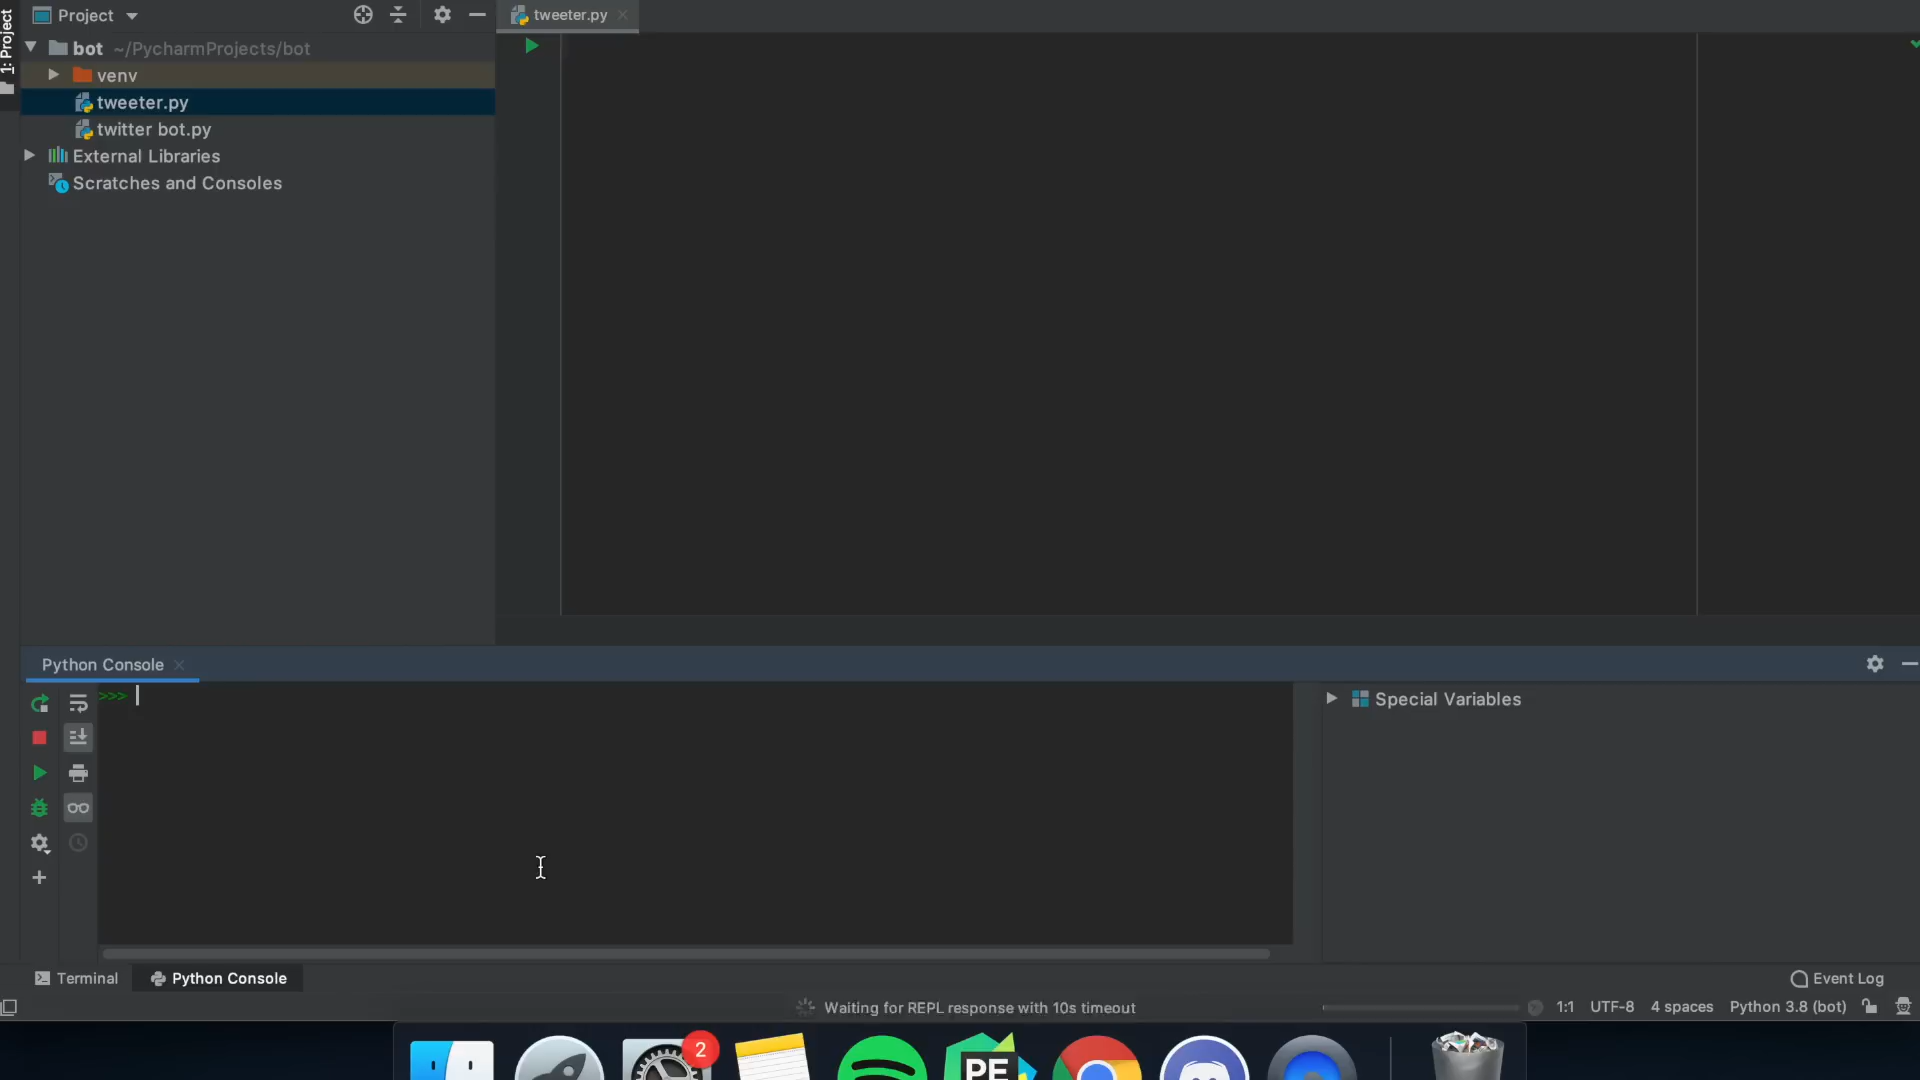 1: Project
Project
tweeter.py
bot ~/PycharmProjects/bot
venv
tweeter.py
twitter bot.py
External Libraries
Scratches and Consoles
Python Console
>>>
Special Variables
Terminal
Python Console
Event Log
Waiting for REPL response with 10s timeout
1:1
UTF-8
4 spaces
Python 3.8 (bot)
2
PE